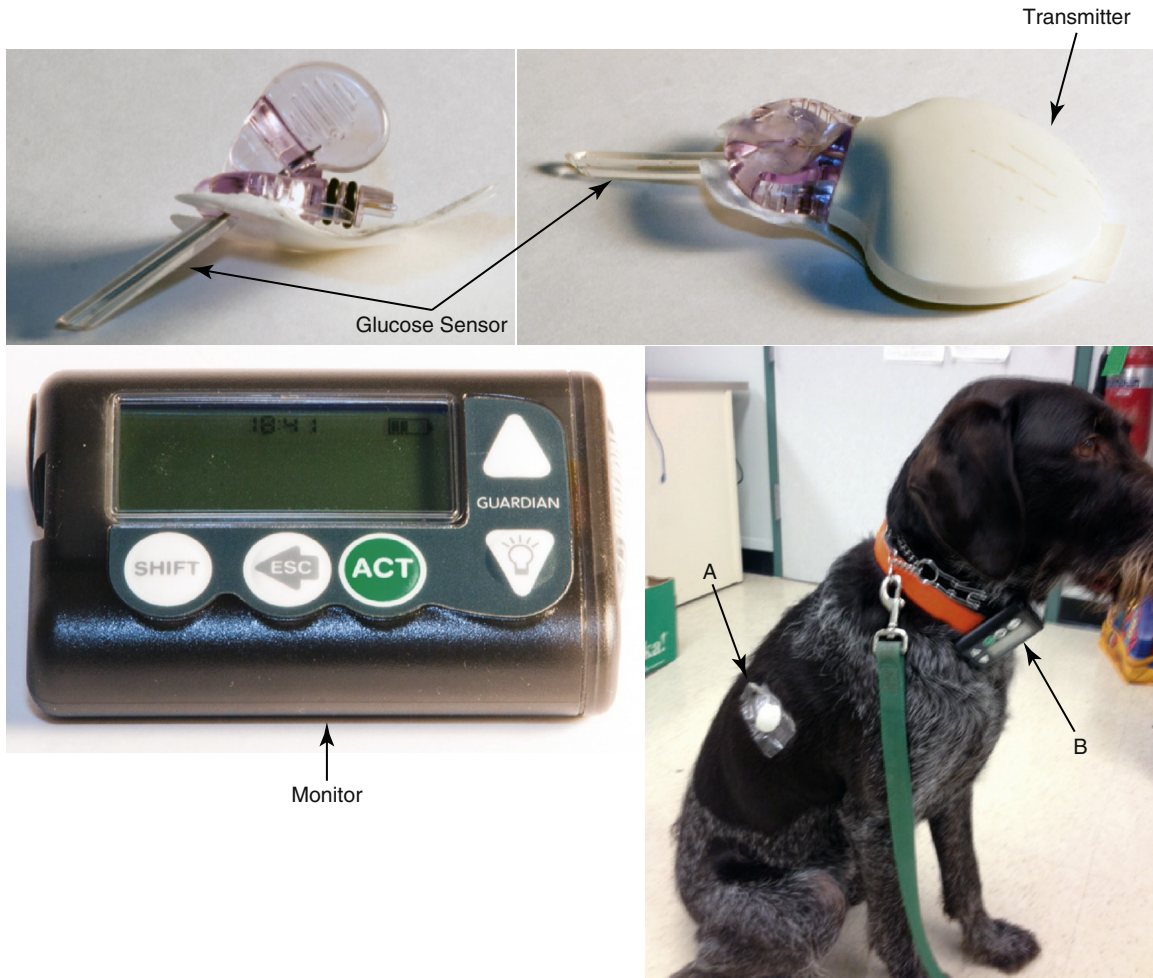 Transmitter
Glucose Sensor
18:41
GUARDIAN
SHIFT
ESC
ACT
A
B
Monitor